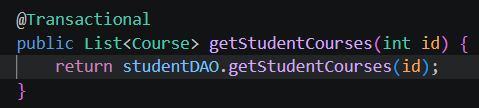 @Transactional
public List<Course> getStudentCourses(int id) {
    return studentDAO.getStudentCourses(id);
}